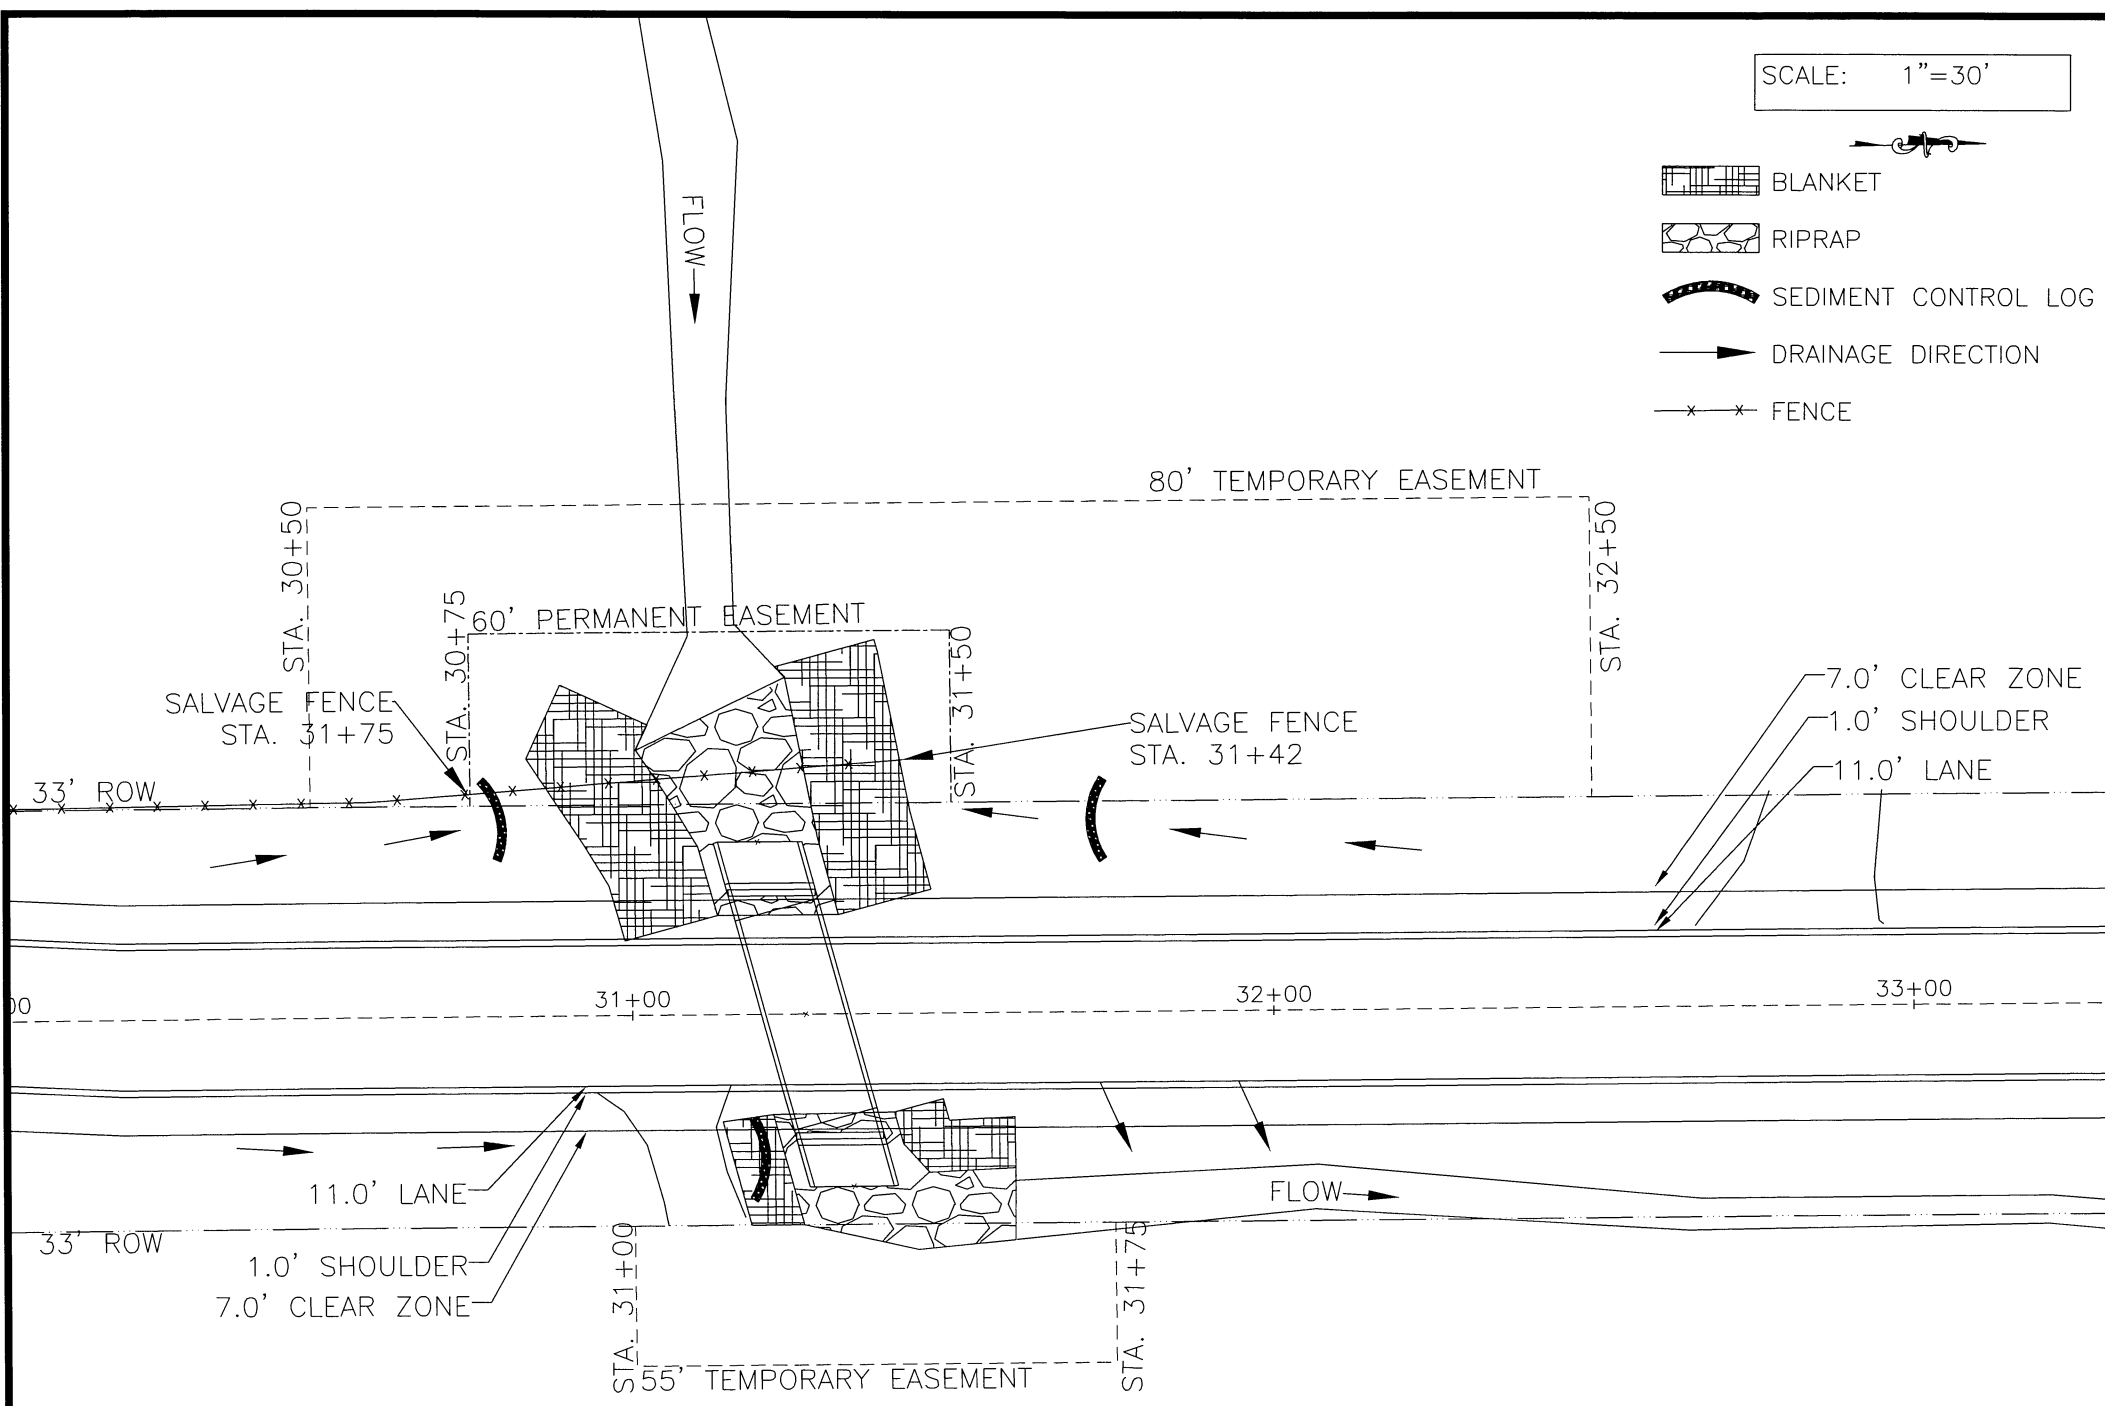 SCALE: 1"=30'
BLANKET
RIPRAP
SEDIMENT CONTROL LOG
DRAINAGE DIRECTION
FENCE
FLOW
80' TEMPORARY EASEMENT
STA. 30+50
STA. 32+50
60' PERMANENT EASEMENT
STA. 30+75
STA. 31+50
SALVAGE FENCE
STA. 31+75
SALVAGE FENCE
STA. 31+42
7.0' CLEAR ZONE
1.0' SHOULDER
11.0' LANE
33' ROW
00
31+00
32+00
33+00
11.0' LANE
FLOW
33' ROW
1.0' SHOULDER
7.0' CLEAR ZONE
STA. 31+00
STA. 31+75
55' TEMPORARY EASEMENT